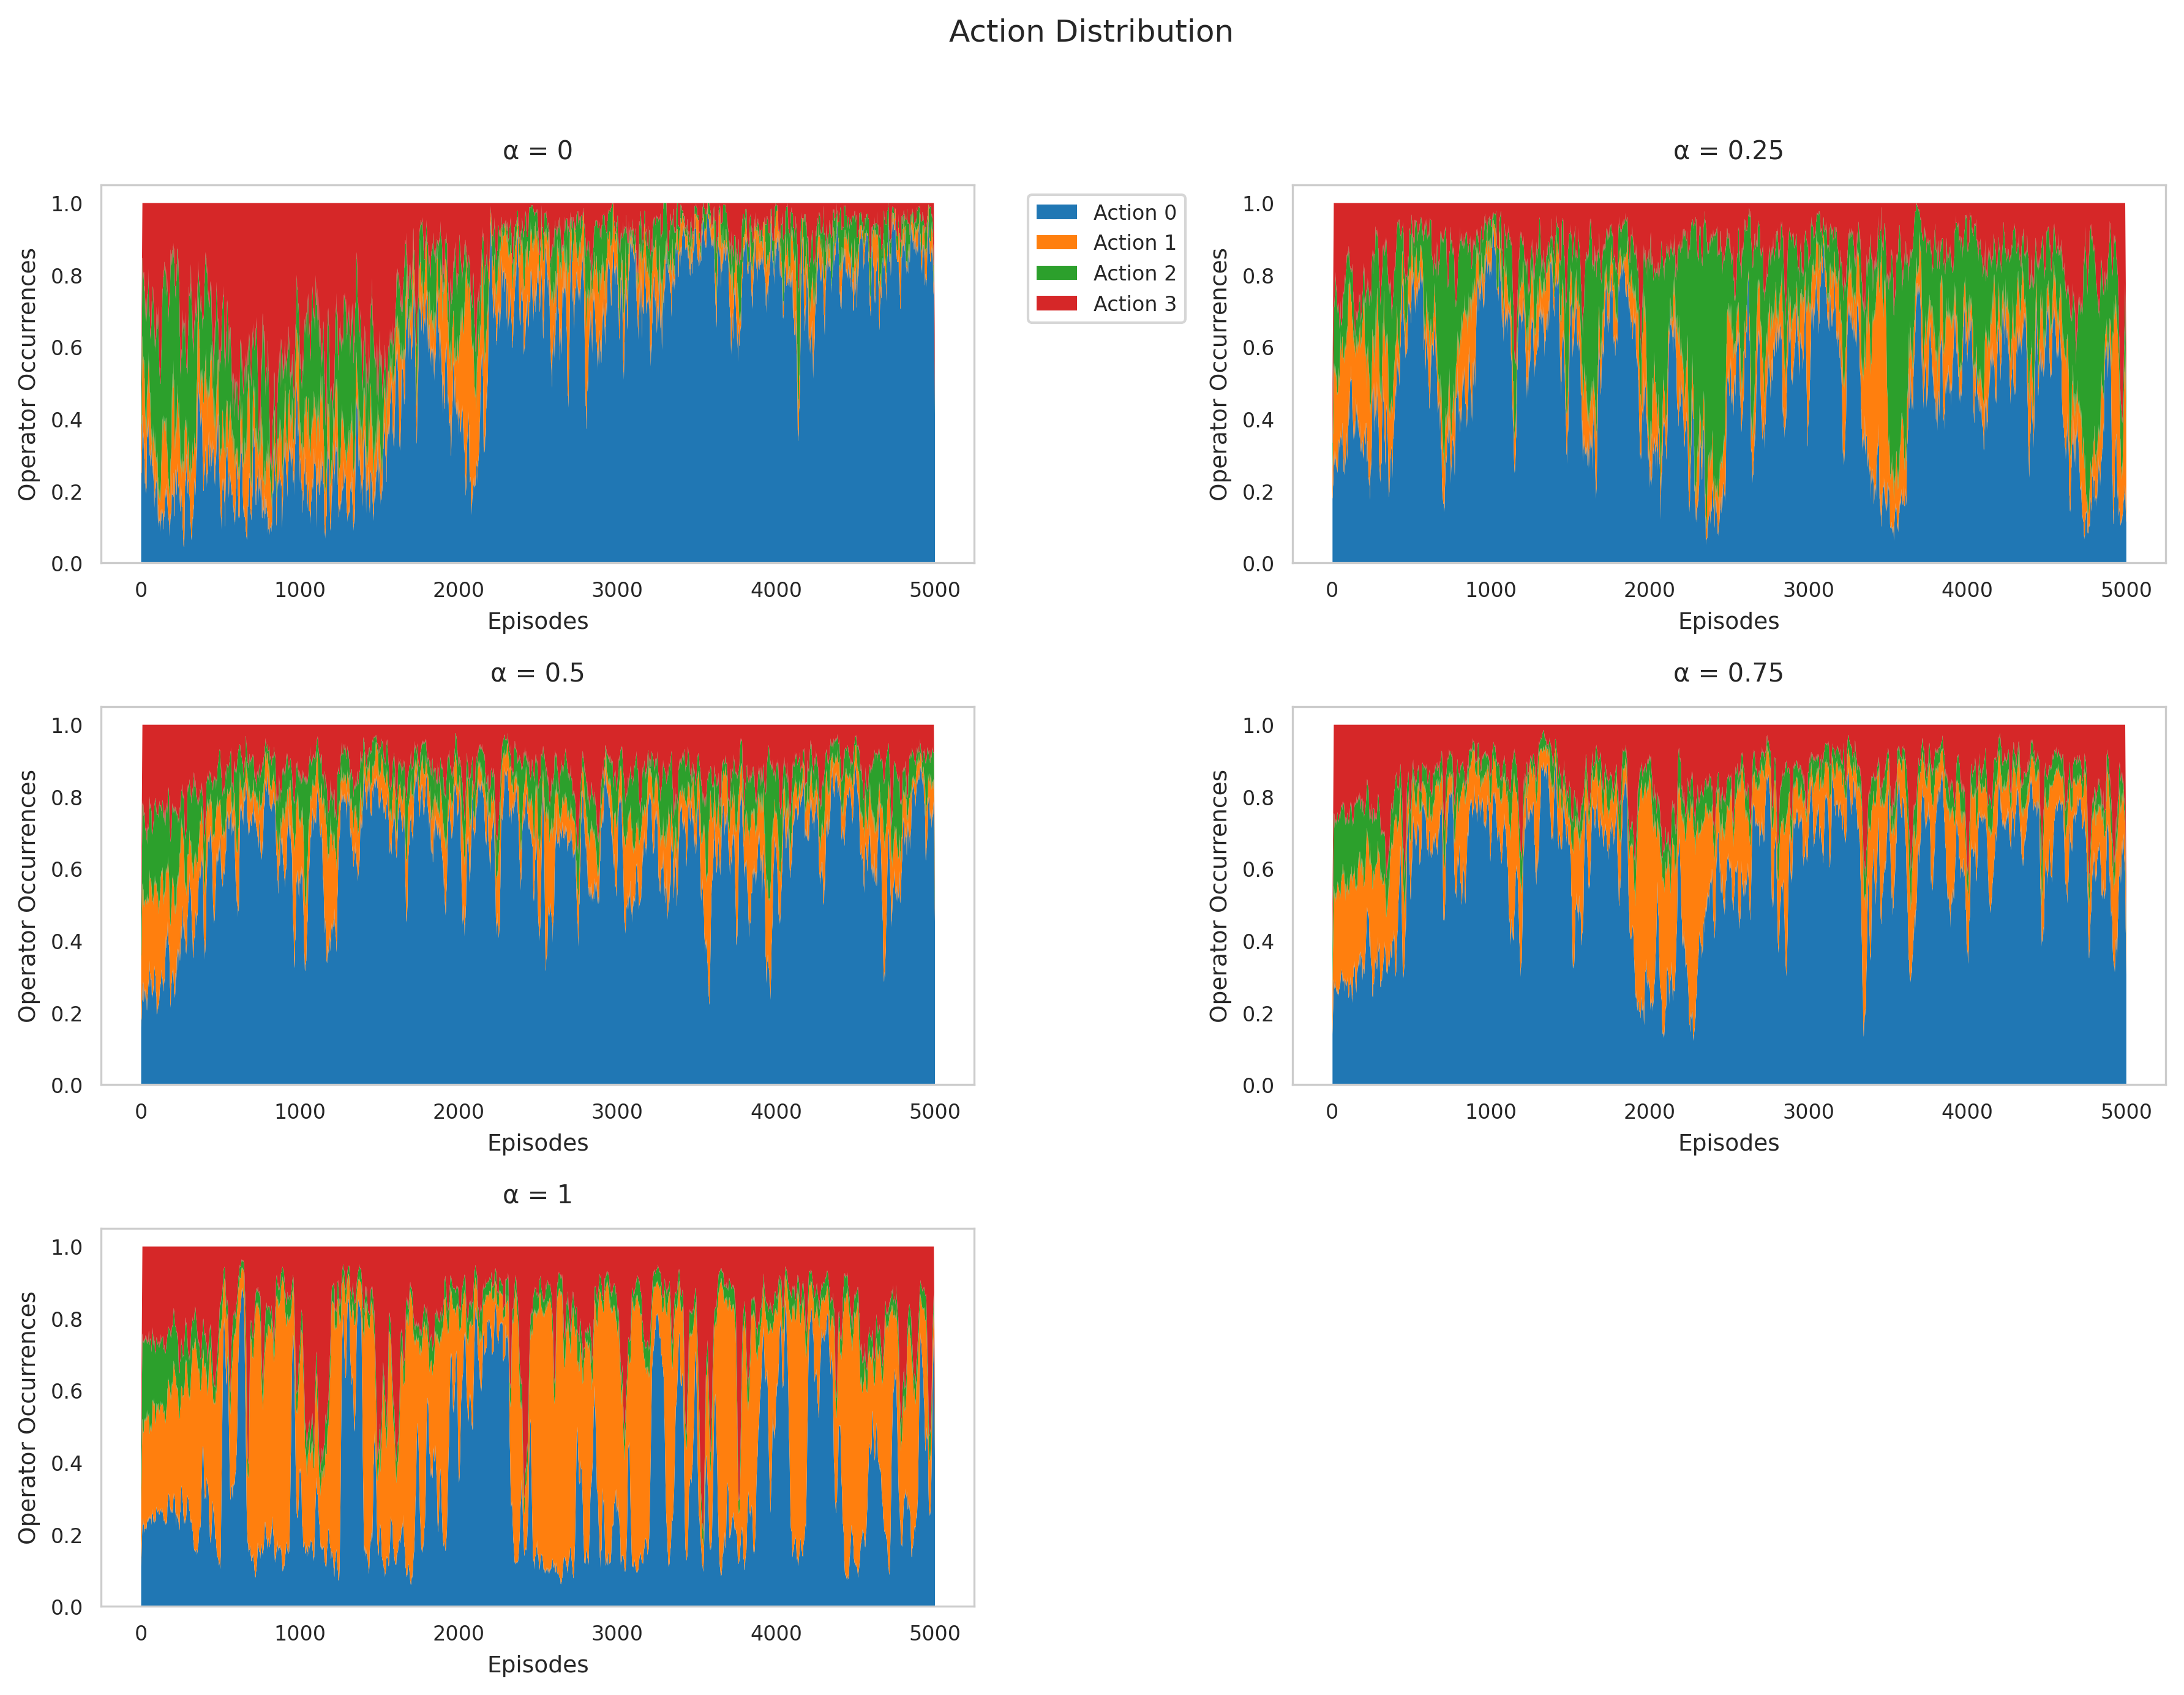 Action Distribution
α = 0
1.0
0.8
0.6
0.4
0.2
0.0
Operator Occurrences
0 1000 2000 3000 4000 5000
Episodes
Action 0
Action 1
Action 2
Action 3
α = 0.25
1.0
0.8
0.6
0.4
0.2
0.0
Operator Occurrences
0 1000 2000 3000 4000 5000
Episodes
α = 0.5
1.0
0.8
0.6
0.4
0.2
0.0
Operator Occurrences
0 1000 2000 3000 4000 5000
Episodes
α = 0.75
1.0
0.8
0.6
0.4
0.2
0.0
Operator Occurrences
0 1000 2000 3000 4000 5000
Episodes
α = 1
1.0
0.8
0.6
0.4
0.2
0.0
Operator Occurrences
0 1000 2000 3000 4000 5000
Episodes